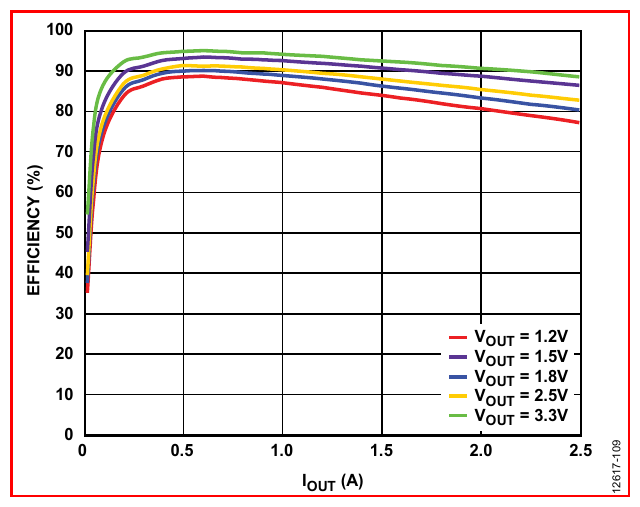 100
90
80
70
60
50
40
30
20
10
0
EFFICIENCY (%)
0
0.5
1.0
1.5
2.0
2.5
IOUT (A)
VOUT = 1.2V
VOUT = 1.5V
VOUT = 1.8V
VOUT = 2.5V
VOUT = 3.3V
12617-109